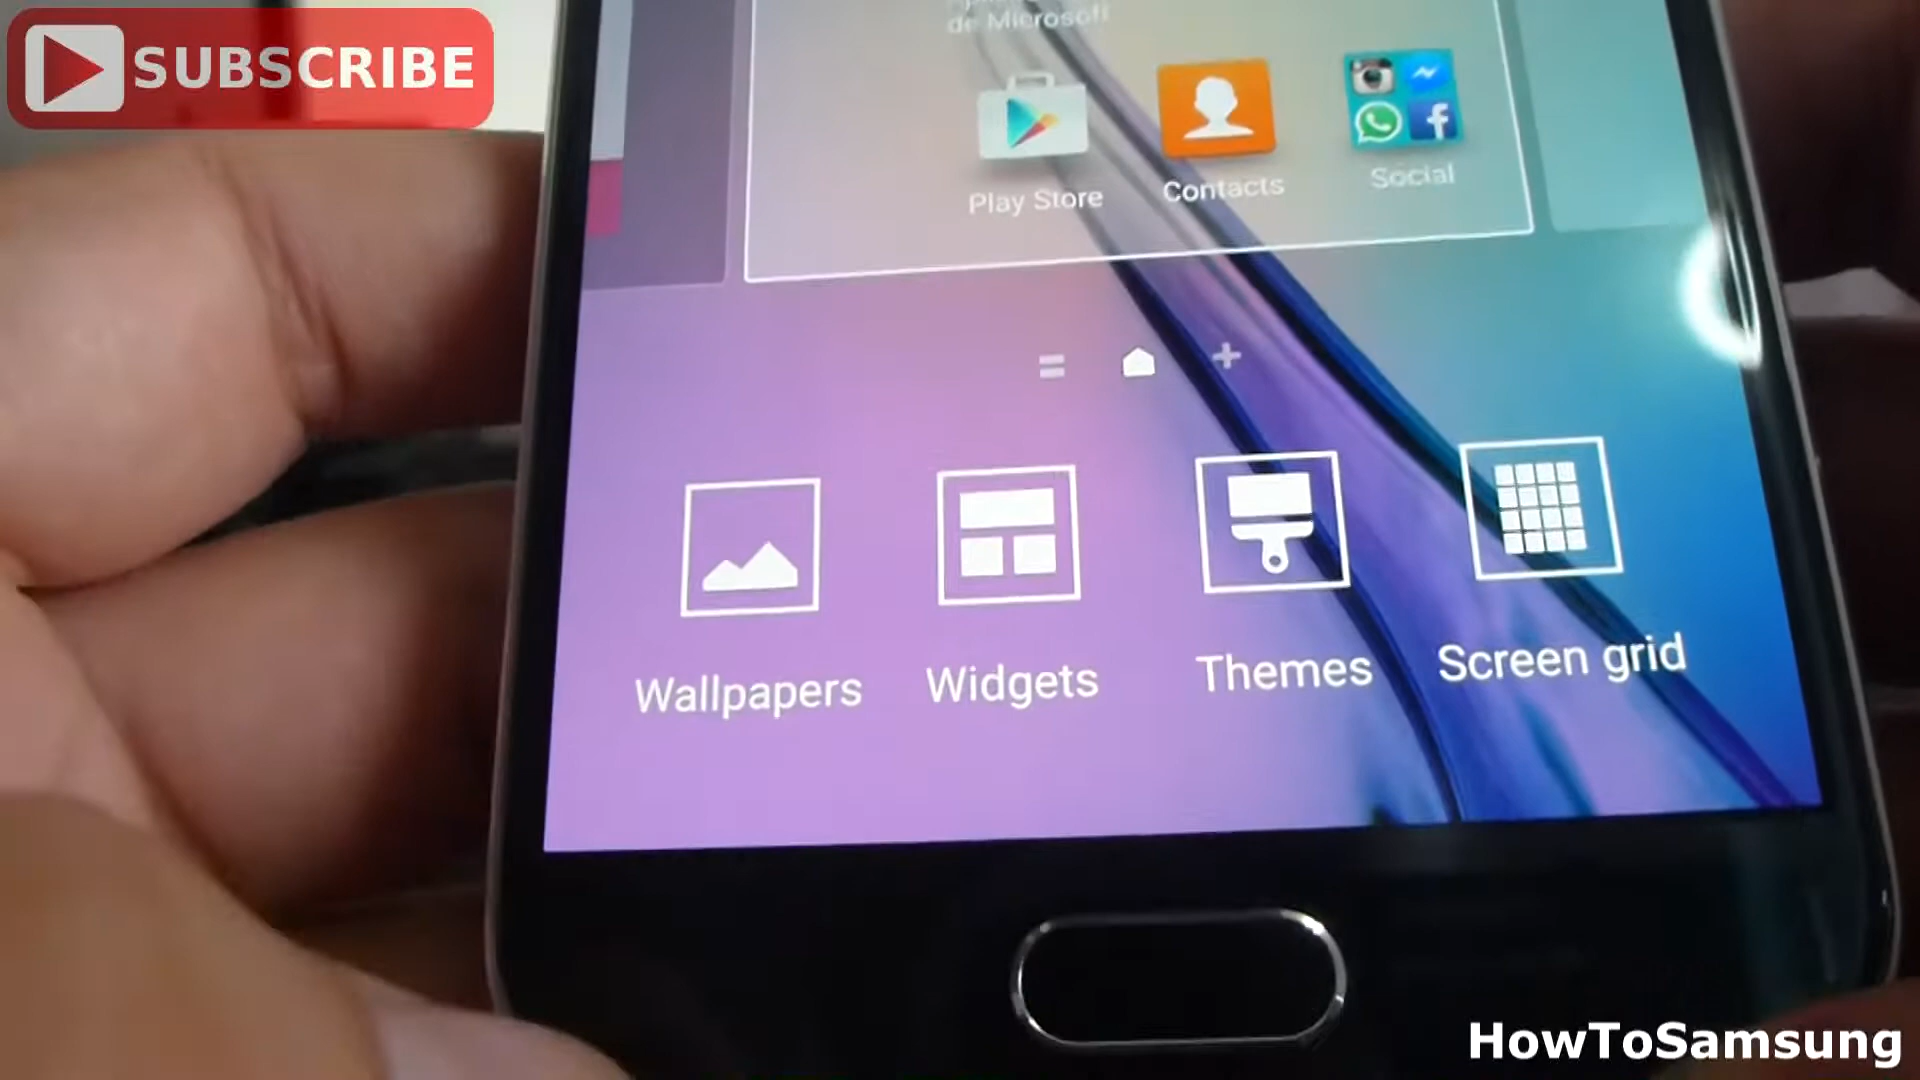 SUBSCRIBE
de Microsoft
Play Store
Contacts
Social
Wallpapers
Widgets
Themes
Screen grid
HowToSamsung